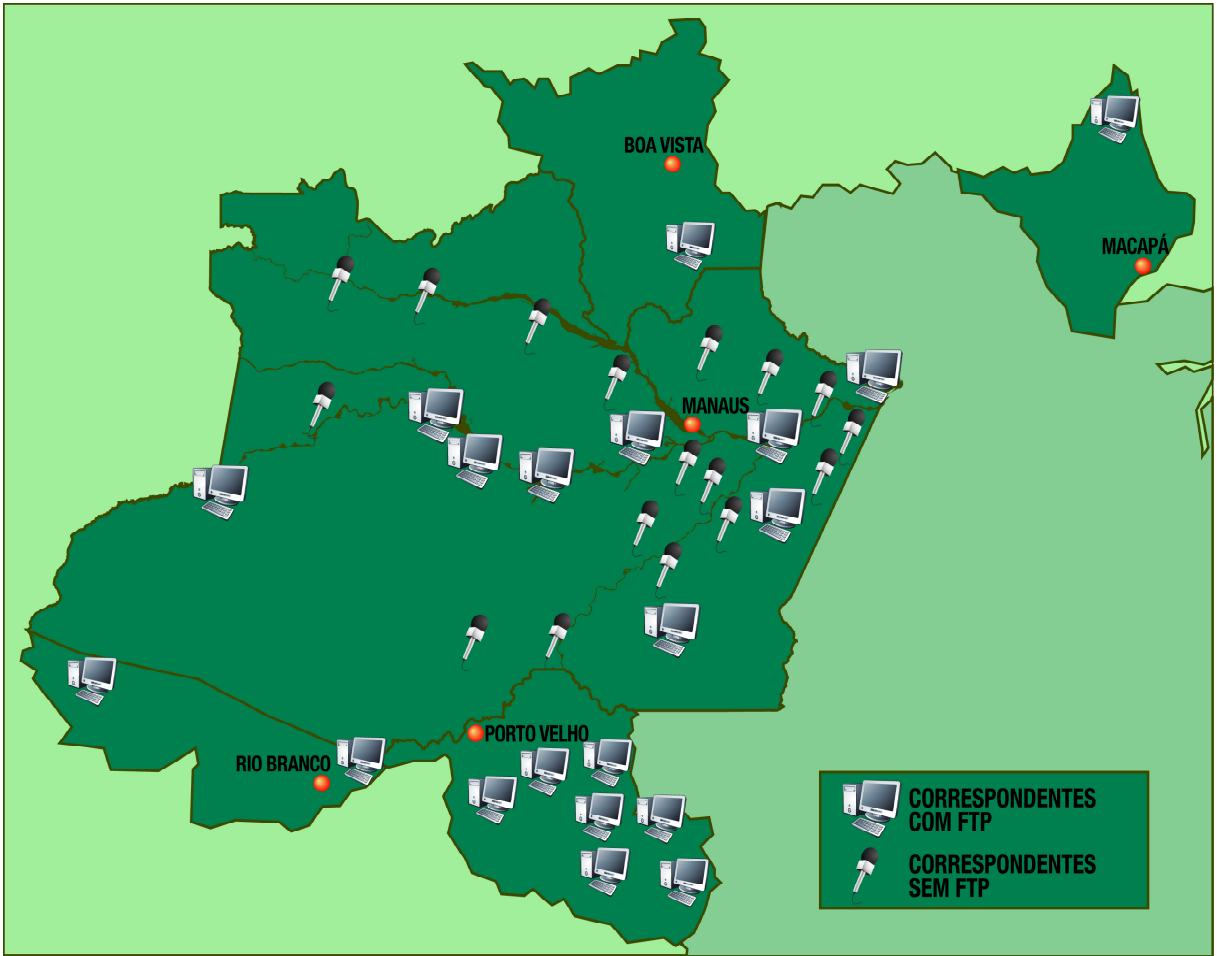 BOA VISTA
MACAPÁ
MANAUS
PORTO VELHO
RIO BRANCO
CORRESPONDENTES
COM FTP
CORRESPONDENTES
SEM FTP